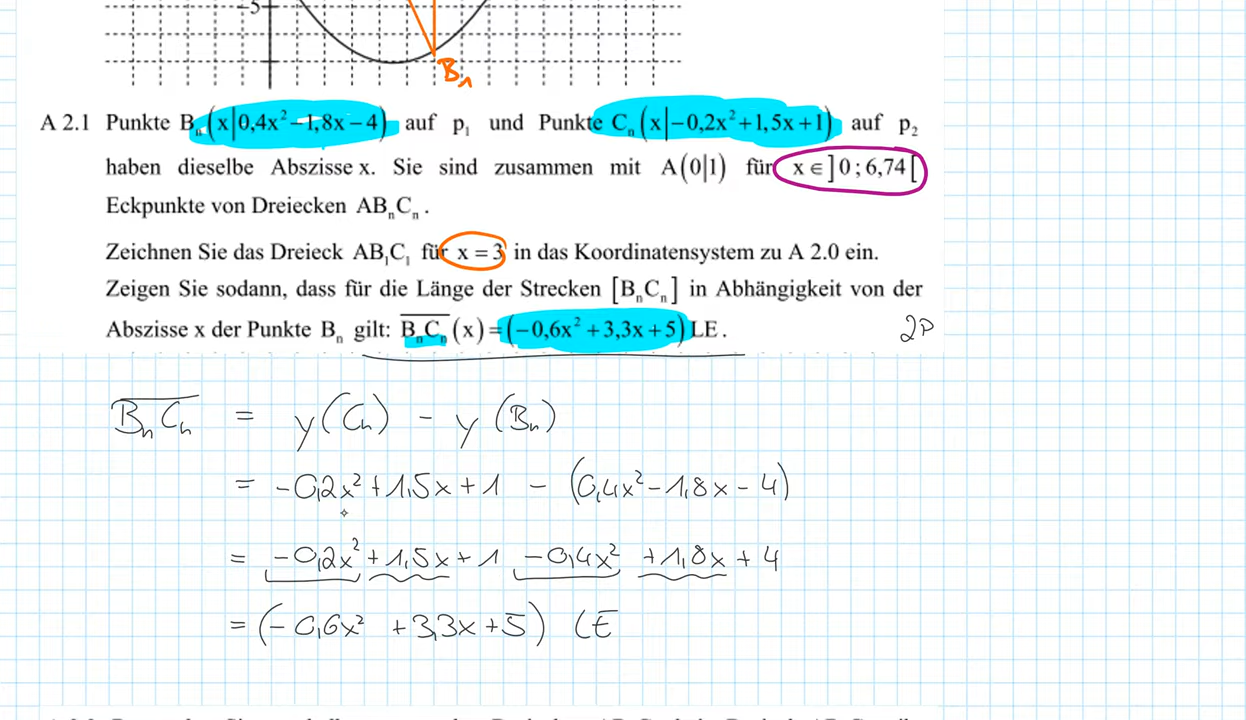 -5
Bn
A 2.1 Punkte Bn (x|0,4x² − 1,8x − 4) auf p₁ und Punkte Cn (x|−0,2x² + 1,5x + 1) auf p₂
haben dieselbe Abszisse x. Sie sind zusammen mit A(0|1) für x ∈ ]0 ; 6,74[
Eckpunkte von Dreiecken ABnCn .
Zeichnen Sie das Dreieck AB₁C₁ für x = 3 in das Koordinatensystem zu A 2.0 ein.
Zeigen Sie sodann, dass für die Länge der Strecken [BnCn] in Abhängigkeit von der
Abszisse x der Punkte Bn gilt: B̅n̅C̅n̅ (x) = (−0,6x² + 3,3x + 5) LE .
2P
B̅n̅C̅n̅ = y(Cn) − y(Bn)
= −0,2x² + 1,5x + 1 − (0,4x² − 1,8x − 4)
= −0,2x² + 1,5x + 1 − 0,4x² + 1,8x + 4
= (−0,6x² + 3,3x + 5) LE